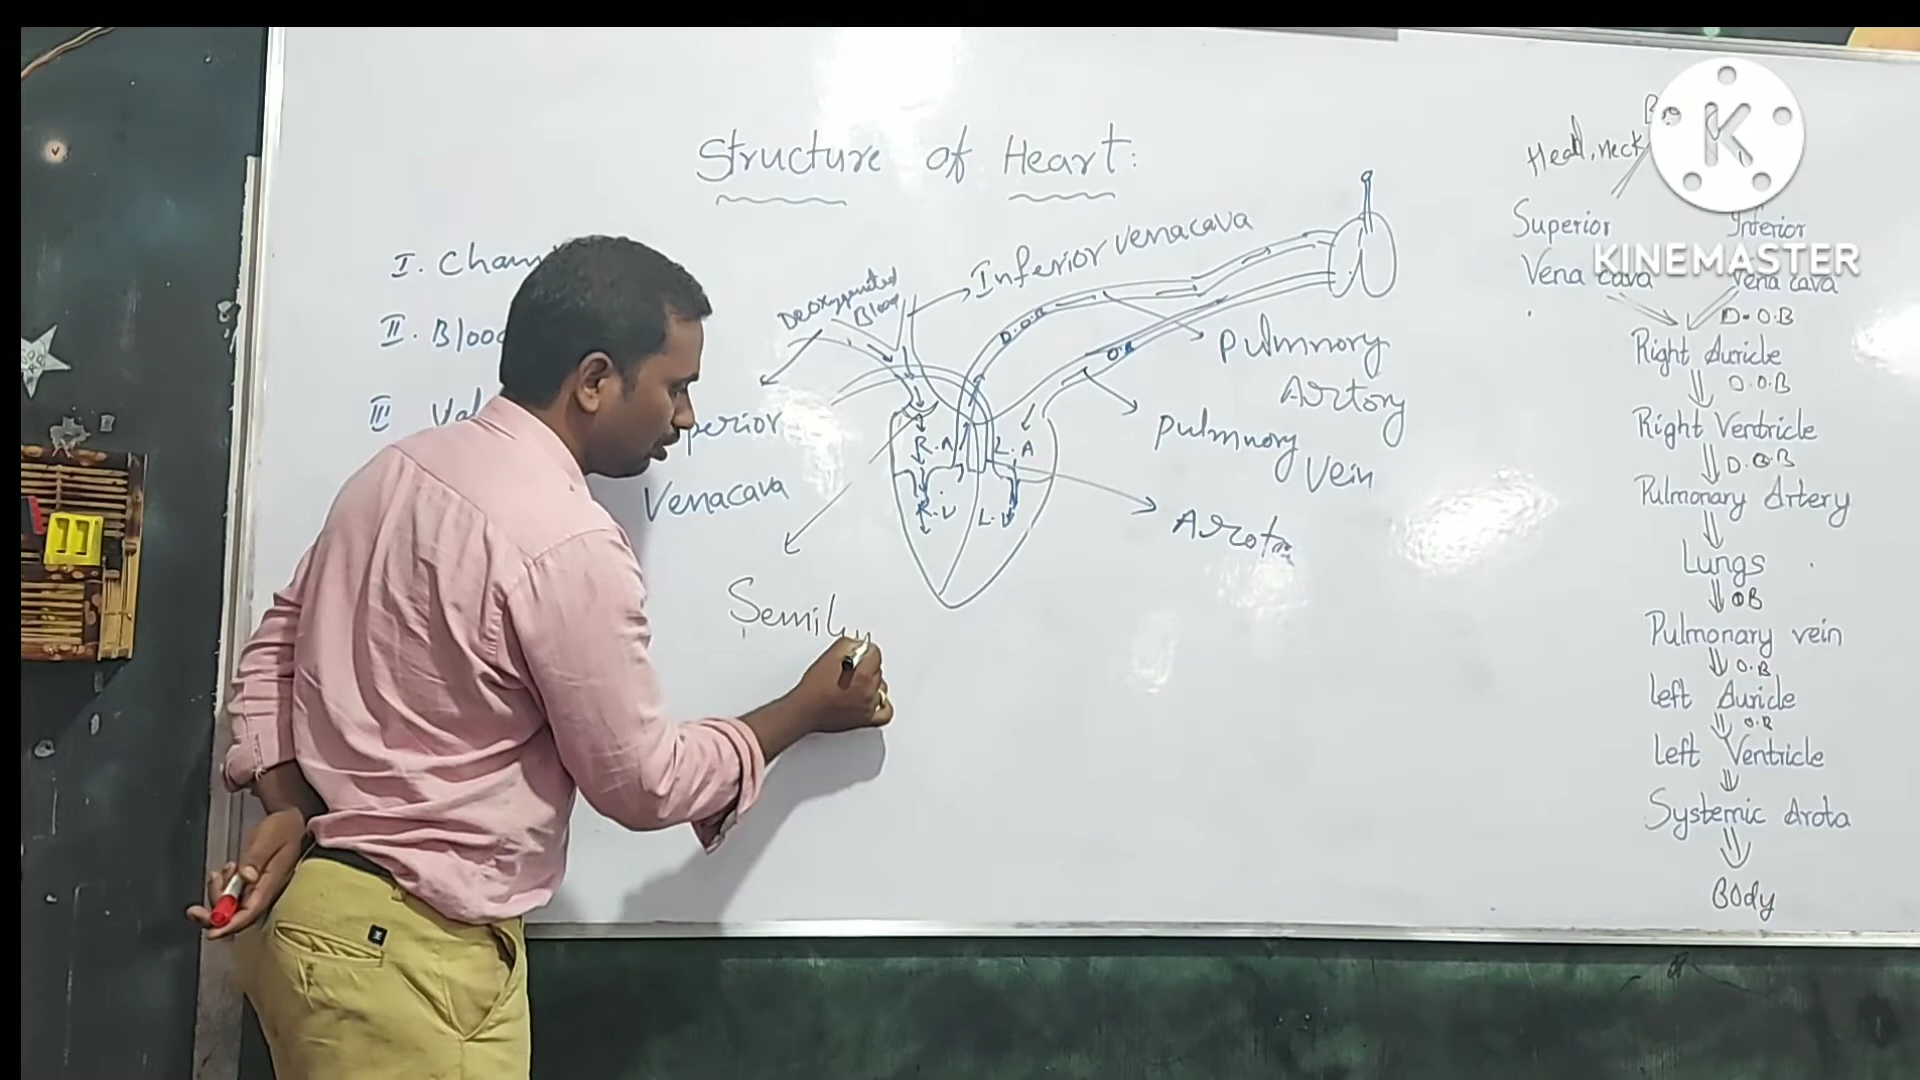 Structure of Heart:
I. Cham
II. Blood
III Val
Deoxygenated
Blood
Inferior Venacava
perior
Venacava
D.O.B
O.B
Pulmnory
Artory
Pulmnory
Vein
Arota
R.A
L.A
R.V
L.V
Semilun
Head, neck
Superior
Vena cava
Inferior
Vena cava
D.O.B
Right Auricle
D.O.B
Right Ventricle
D.O.B
Pulmonary Artery
Lungs
OB
Pulmonary vein
O.B
Left Auricle
O.B
Left Ventricle
Systemic Arota
Body
K
KINEMASTER